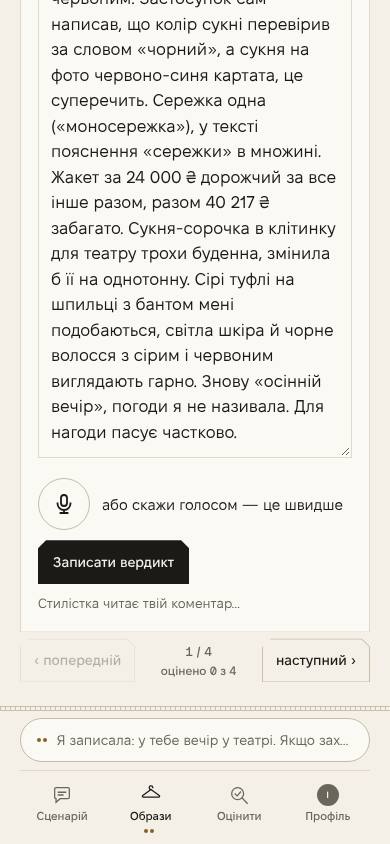 червоним. Застосунок сам
написав, що колір сукні перевірив
за словом «чорний», а сукня на
фото червоно-синя картата, це
суперечить. Сережка одна
(«моносережка»), у тексті
пояснення «сережки» в множині.
Жакет за 24 000 ₴ дорожчий за все
інше разом, разом 40 217 ₴
забагато. Сукня-сорочка в клітинку
для театру трохи буденна, змінила
б її на однотонну. Сірі туфлі на
шпильці з бантом мені
подобаються, світла шкіра й чорне
волосся з сірим і червоним
виглядають гарно. Знову «осінній
вечір», погоди я не називала. Для
нагоди пасує частково.
або скажи голосом — це швидше
Записати вердикт
Стилістка читає твій коментар...
‹ попередній
1 / 4
оцінено 0 з 4
наступний ›
Я записала: у тебе вечір у театрі. Якщо зах...
Сценарій
Образи
Оцінити
І
Профіль